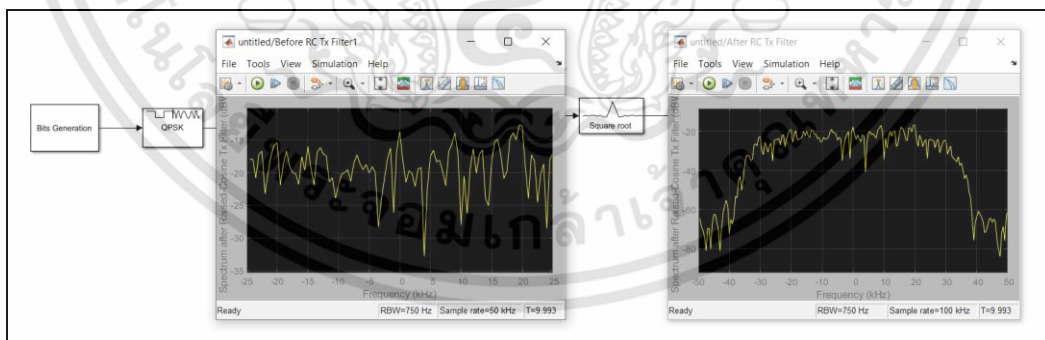 untitled/Before RC Tx Filter1
File Tools View Simulation Help
Spectrum after Raised-Cosine Tx Filter (dBW
-15
-20
-25
-30
-35
-25 -20 -15 -10 -5 0 5 10 15 20 25
Frequency (kHz)
Ready RBW=750 Hz Sample rate=50 kHz T=9.993
Bits Generation
QPSK
Square root
untitled/After RC Tx Filter
File Tools View Simulation Help
Spectrum after Raised-Cosine Tx Filter (dBW
-20
-40
-60
-80
-50 -40 -30 -20 -10 0 10 20 30 40 50
Frequency (kHz)
Ready RBW=750 Hz Sample rate=100 kHz T=9.993